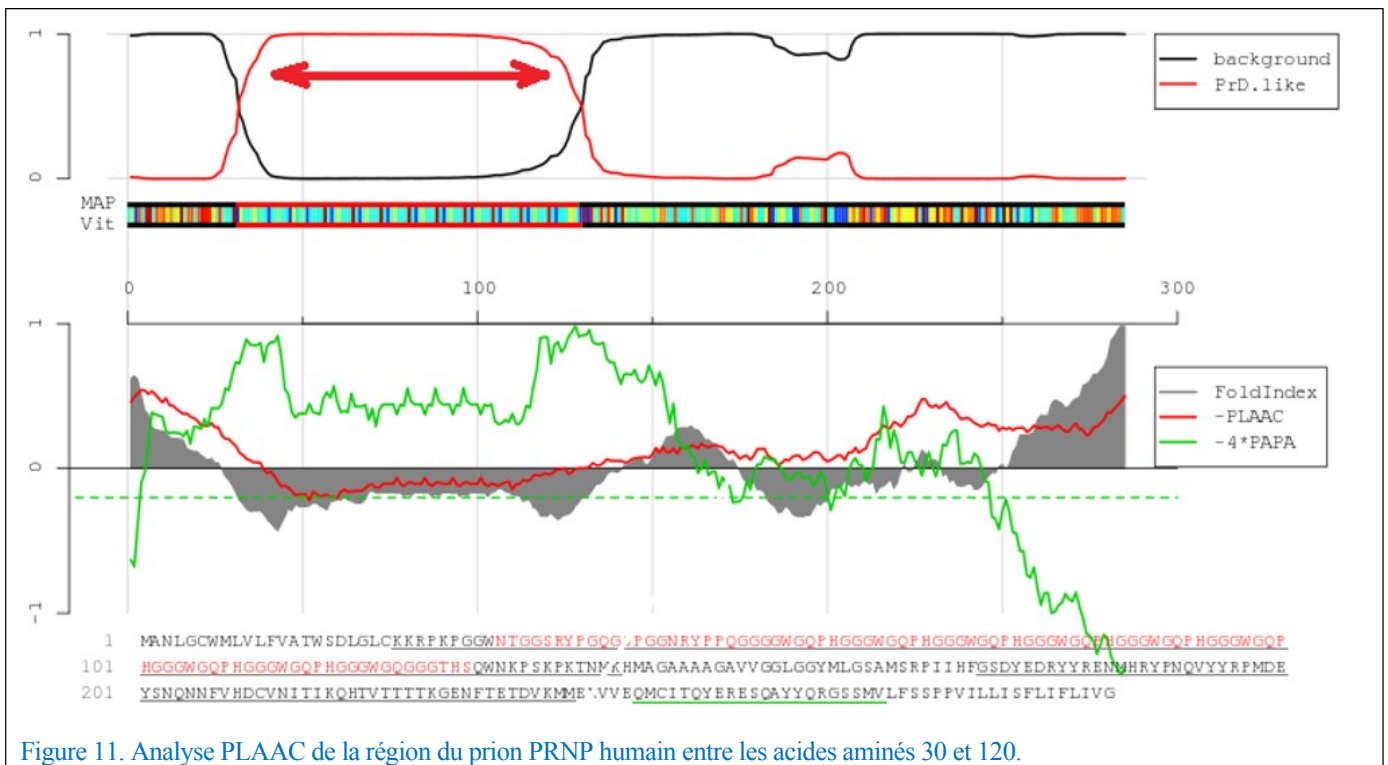 1
0
background
PrD.like
MAP
Vit
0 100 200 300
1
0
-1
FoldIndex
-PLAAC
-4*PAPA
1 MANLGCWMLVLFVATWSDLGLCKKRPKPGGWNTGGSRYPGQG PGGNRYPPQGGGGWGQPHGGGWGQPHGGGWGQPHGGGWGQPHGGGWGQPHGGGWGQP
101 HGGGWGQPHGGGWGQPHGGGWGQGGGTHSQWNKPSKPKTNMKHMAGAAAAGAVVGGLGGYMLGSAMSRPIIHFGSDYEDRYYRENMHRYPNQVYYRPMDE
201 YSNQNNFVHDCVNITIKQHTVTTTTKGENFTETDVKMME VVEQMCITQYERESQAYYQRGSSMVLFSSPPVILLISFLIFLIVG
Figure 11. Analyse PLAAC de la région du prion PRNP humain entre les acides aminés 30 et 120.